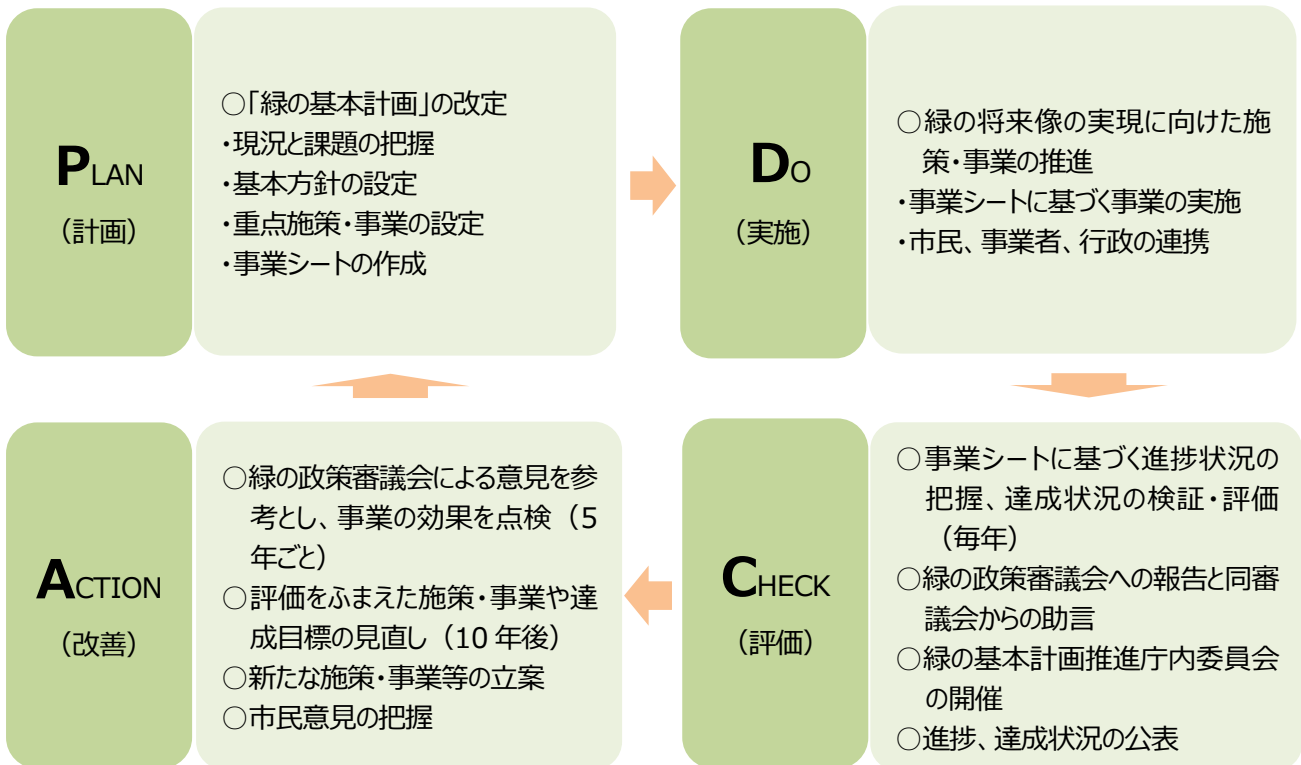 PLAN
（計画）
○「緑の基本計画」の改定
・現況と課題の把握
・基本方針の設定
・重点施策・事業の設定
・事業シートの作成
DO
（実施）
○緑の将来像の実現に向けた施
策・事業の推進
・事業シートに基づく事業の実施
・市民、事業者、行政の連携
ACTION
（改善）
○緑の政策審議会による意見を参
考とし、事業の効果を点検（5
年ごと）
○評価をふまえた施策・事業や達
成目標の見直し（10 年後）
○新たな施策・事業等の立案
○市民意見の把握
CHECK
（評価）
○事業シートに基づく進捗状況の
把握、達成状況の検証・評価
（毎年）
○緑の政策審議会への報告と同審
議会からの助言
○緑の基本計画推進庁内委員会
の開催
○進捗、達成状況の公表